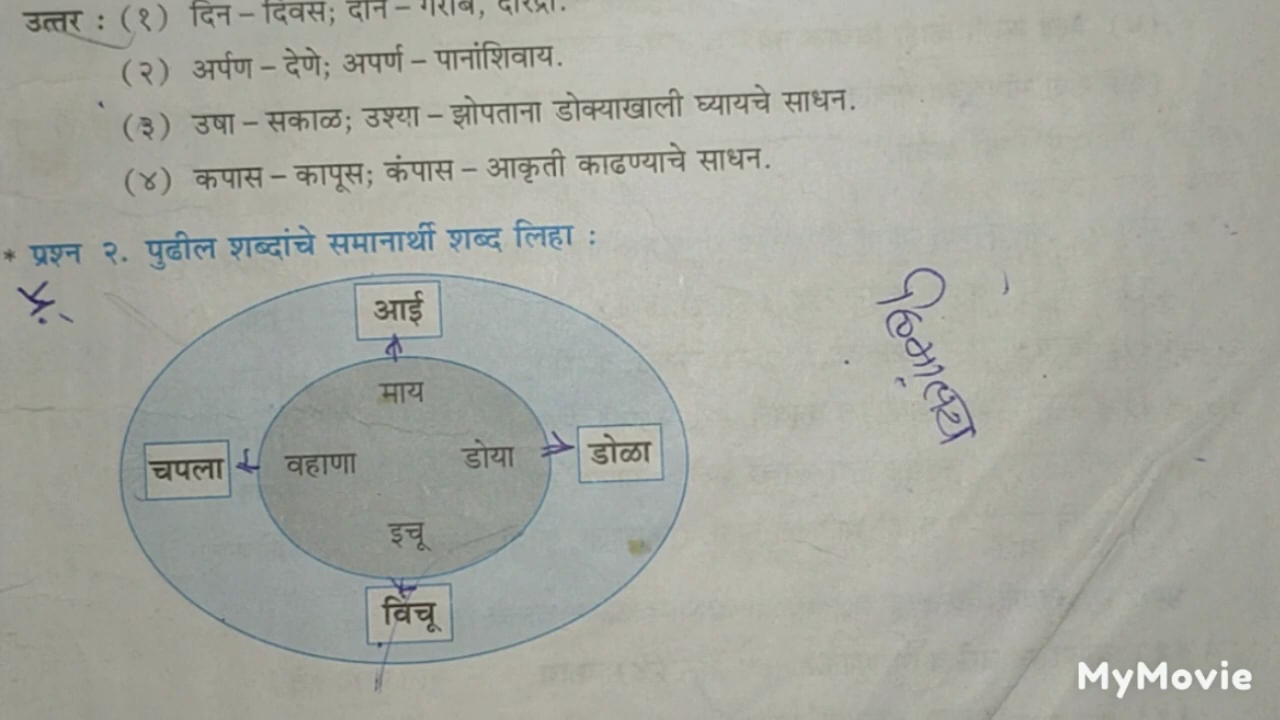 उत्तर : (१) दिन – दिवस; दीन – गरीब, दरिद्री.
(२) अर्पण – देणे; अपर्ण – पानांशिवाय.
(३) उषा – सकाळ; उश्या – झोपताना डोक्याखाली घ्यायचे साधन.
(४) कपास – कापूस; कंपास – आकृती काढण्याचे साधन.
* प्रश्न २. पुढील शब्दांचे समानार्थी शब्द लिहा :
आई
माय
चपला वहाणा डोया डोळा
इचू
विंचू
MyMovie